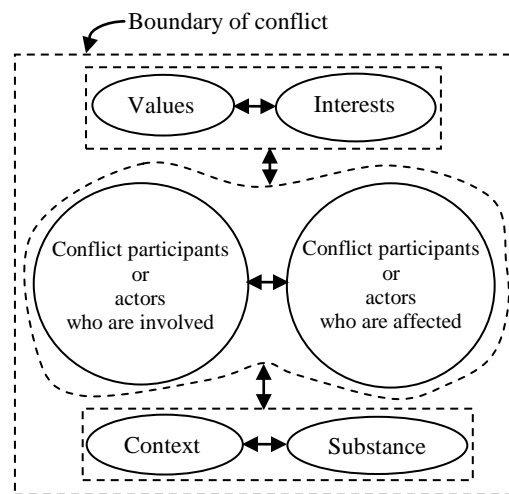 Boundary of conflict
Values
Interests
Conflict participants
or
actors
who are involved
Conflict participants
or
actors
who are affected
Context
Substance